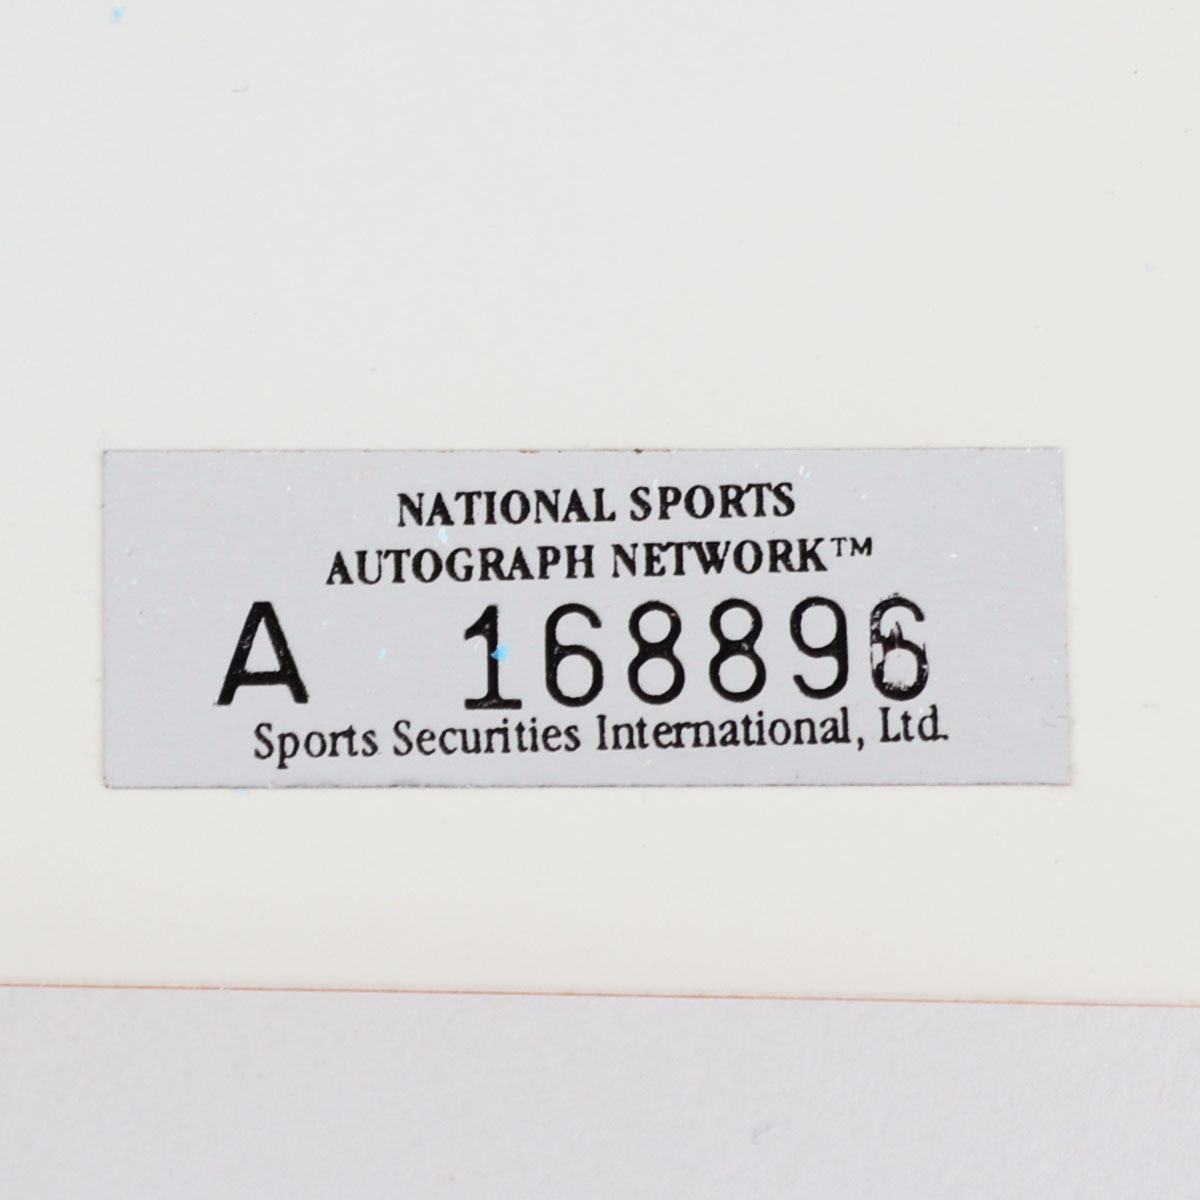 NATIONAL SPORTS
AUTOGRAPH NETWORK™
A 168896
Sports Securities International, Ltd.